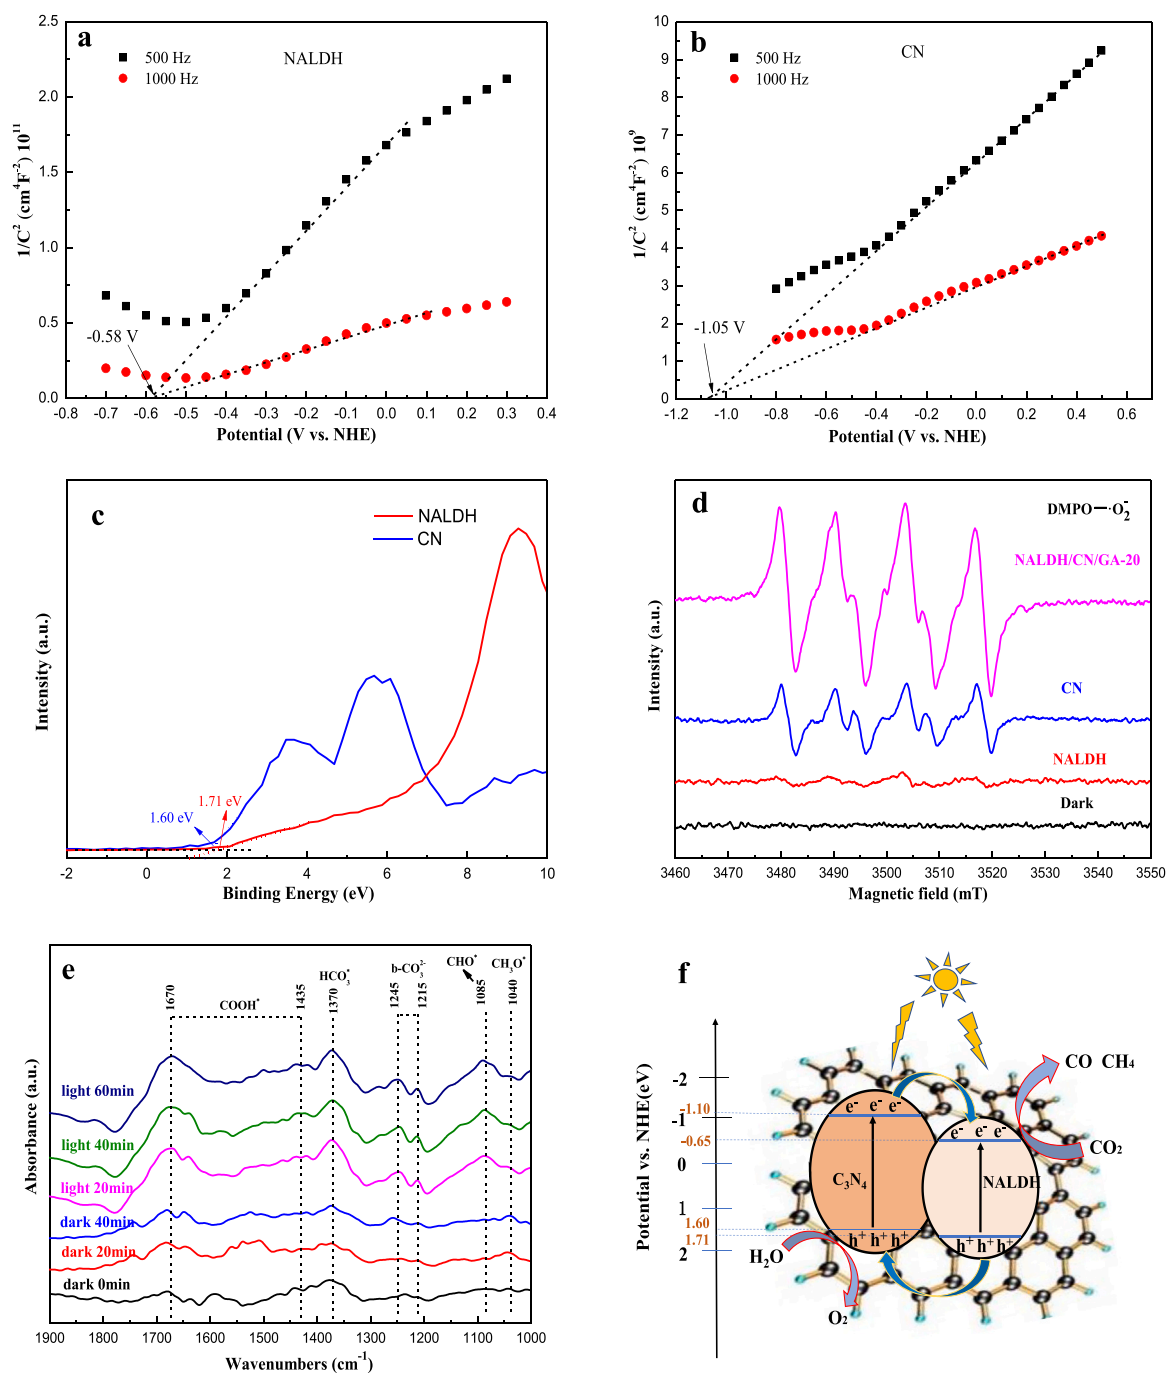 a
500 Hz
1000 Hz
NALDH
1/C² (cm⁴F⁻²) 10¹¹
2.5
2.0
1.5
1.0
0.5
0.0
-0.58 V
-0.8 -0.7 -0.6 -0.5 -0.4 -0.3 -0.2 -0.1 0.0 0.1 0.2 0.3 0.4
Potential (V vs. NHE)
b
500 Hz
1000 Hz
CN
1/C² (cm⁴F⁻²) 10⁹
9
8
7
6
5
4
3
2
1
0
-1.05 V
-1.2 -1.0 -0.8 -0.6 -0.4 -0.2 0.0 0.2 0.4 0.6
Potential (V vs. NHE)
c
NALDH
CN
Intensity (a.u.)
1.71 eV
1.60 eV
-2 0 2 4 6 8 10
Binding Energy (eV)
d
DMPO—·O₂⁻
NALDH/CN/GA-20
CN
NALDH
Dark
Intensity (a.u.)
3460 3470 3480 3490 3500 3510 3520 3530 3540 3550
Magnetic field (mT)
e
1670
COOH*
1435
HCO₃*
1370
b-CO₃²⁻
1245
1215
CHO*
1085
CH₃O*
1040
Absorbance (a.u.)
light 60min
light 40min
light 20min
dark 40min
dark 20min
dark 0min
1900 1800 1700 1600 1500 1400 1300 1200 1100 1000
Wavenumbers (cm⁻¹)
f
Potential vs. NHE(eV)
-2
-1.10
-1
-0.65
0
1
1.60
1.71
2
CO CH₄
CO₂
e⁻ e⁻ e⁻
e⁻ e⁻ e⁻
C₃N₄
NALDH
h⁺ h⁺ h⁺
h⁺ h⁺ h⁺
H₂O
O₂